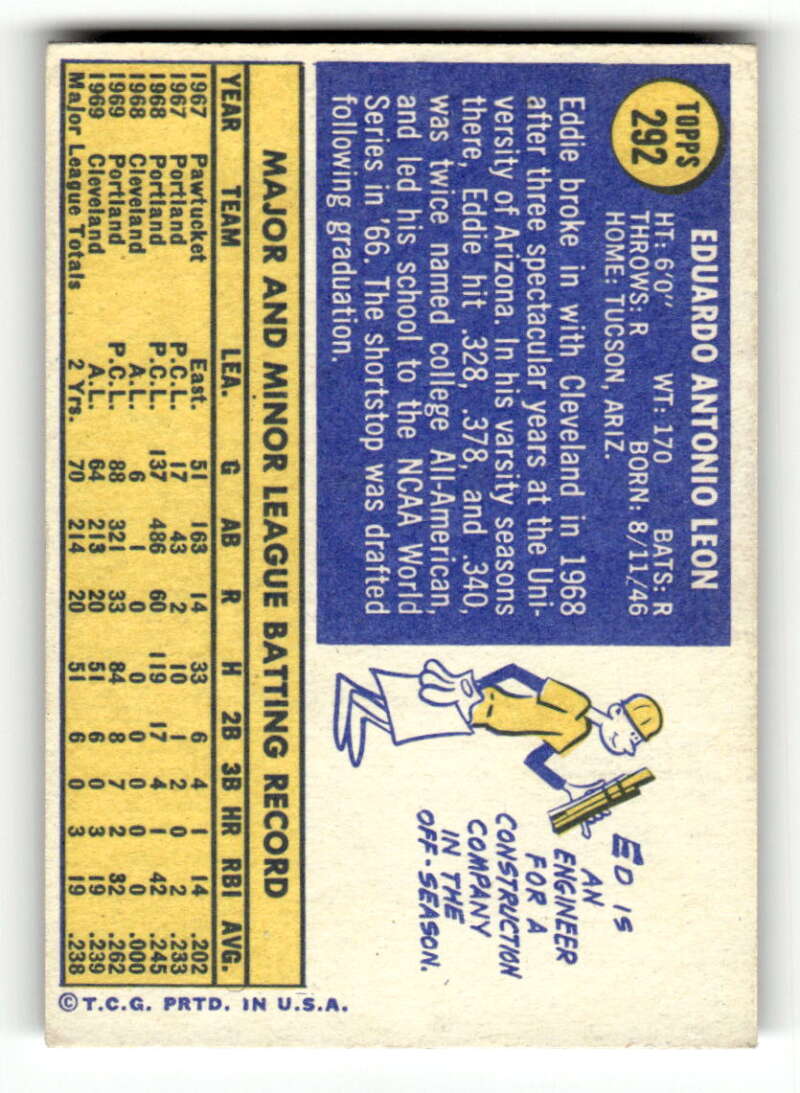 TOPPS
292
EDUARDO ANTONIO LEON
HT: 6'0" WT: 170 BATS: R
THROWS: R BORN: 8/11/46
HOME: TUCSON, ARIZ.
Eddie broke in with Cleveland in 1968
after three spectacular years at the Uni-
versity of Arizona. In his varsity seasons
there, Eddie hit .328, .378, and .340,
was twice named college All-American,
and led his school to the NCAA World
Series in '66. The shortstop was drafted
following graduation.
ED IS
AN
ENGINEER
FOR A
CONSTRUCTION
COMPANY
IN THE
OFF-SEASON.
MAJOR AND MINOR LEAGUE BATTING RECORD
YEAR TEAM LEA. G AB R H 2B 3B HR RBI AVG.
1967 Pawtucket East. 51 163 14 33 6 4 1 14 .202
1967 Portland P.C.L. 17 43 2 10 1 2 0 2 .233
1968 Portland P.C.L. 137 486 60 119 17 4 1 42 .245
1968 Cleveland A.L. 6 1 0 0 0 0 0 0 .000
1969 Portland P.C.L. 88 321 33 84 8 7 2 32 .262
1969 Cleveland A.L. 64 213 20 51 6 0 3 19 .239
Major League Totals 2 Yrs. 70 214 20 51 6 0 3 19 .238
© T.C.G. PRTD. IN U.S.A.